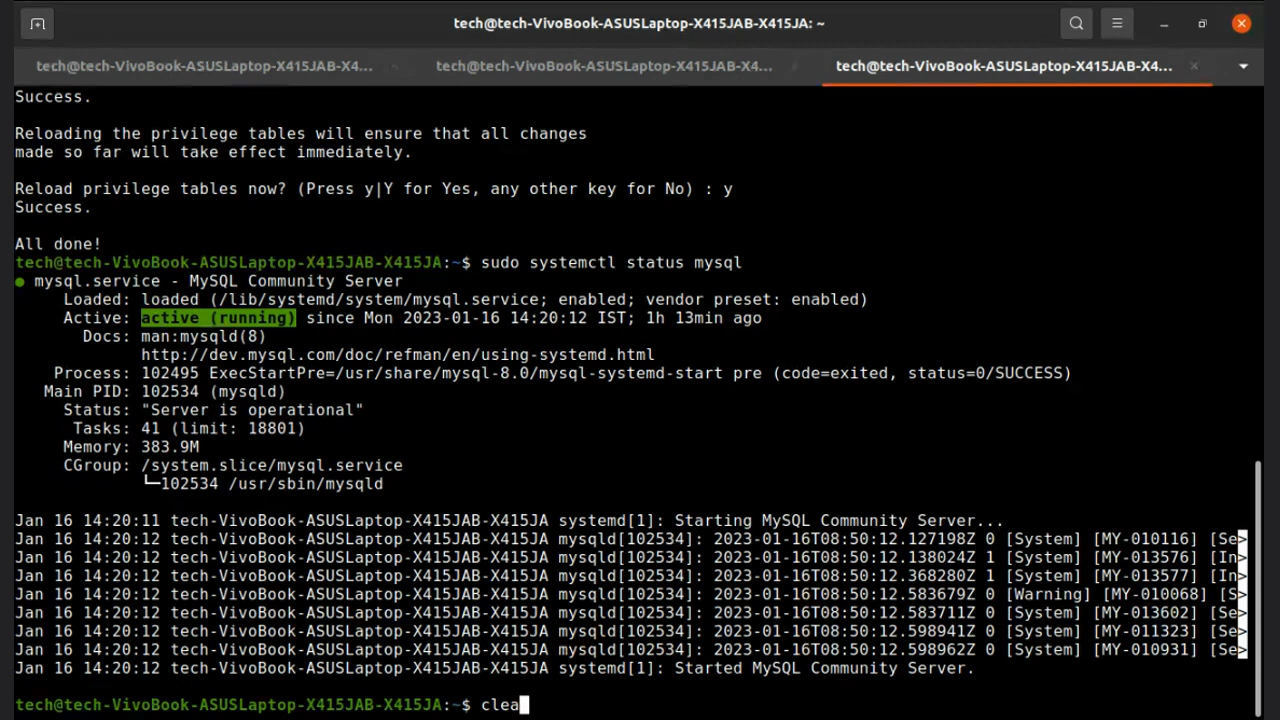 tech@tech-VivoBook-ASUSLaptop-X415JAB-X415JA: ~
tech@tech-VivoBook-ASUSLaptop-X415JAB-X4... tech@tech-VivoBook-ASUSLaptop-X415JAB-X4... tech@tech-VivoBook-ASUSLaptop-X415JAB-X4...
Success.
Reloading the privilege tables will ensure that all changes
made so far will take effect immediately.
Reload privilege tables now? (Press y|Y for Yes, any other key for No) : y
Success.
All done!
tech@tech-VivoBook-ASUSLaptop-X415JAB-X415JA:~$ sudo systemctl status mysql
● mysql.service - MySQL Community Server
Loaded: loaded (/lib/systemd/system/mysql.service; enabled; vendor preset: enabled)
Active: active (running) since Mon 2023-01-16 14:20:12 IST; 1h 13min ago
Docs: man:mysqld(8)
http://dev.mysql.com/doc/refman/en/using-systemd.html
Process: 102495 ExecStartPre=/usr/share/mysql-8.0/mysql-systemd-start pre (code=exited, status=0/SUCCESS)
Main PID: 102534 (mysqld)
Status: "Server is operational"
Tasks: 41 (limit: 18801)
Memory: 383.9M
CGroup: /system.slice/mysql.service
└─102534 /usr/sbin/mysqld
Jan 16 14:20:11 tech-VivoBook-ASUSLaptop-X415JAB-X415JA systemd[1]: Starting MySQL Community Server...
Jan 16 14:20:12 tech-VivoBook-ASUSLaptop-X415JAB-X415JA mysqld[102534]: 2023-01-16T08:50:12.127198Z 0 [System] [MY-010116] [Se>
Jan 16 14:20:12 tech-VivoBook-ASUSLaptop-X415JAB-X415JA mysqld[102534]: 2023-01-16T08:50:12.138024Z 1 [System] [MY-013576] [In>
Jan 16 14:20:12 tech-VivoBook-ASUSLaptop-X415JAB-X415JA mysqld[102534]: 2023-01-16T08:50:12.368280Z 1 [System] [MY-013577] [In>
Jan 16 14:20:12 tech-VivoBook-ASUSLaptop-X415JAB-X415JA mysqld[102534]: 2023-01-16T08:50:12.583679Z 0 [Warning] [MY-010068] [S>
Jan 16 14:20:12 tech-VivoBook-ASUSLaptop-X415JAB-X415JA mysqld[102534]: 2023-01-16T08:50:12.583711Z 0 [System] [MY-013602] [Se>
Jan 16 14:20:12 tech-VivoBook-ASUSLaptop-X415JAB-X415JA mysqld[102534]: 2023-01-16T08:50:12.598941Z 0 [System] [MY-011323] [Se>
Jan 16 14:20:12 tech-VivoBook-ASUSLaptop-X415JAB-X415JA mysqld[102534]: 2023-01-16T08:50:12.598962Z 0 [System] [MY-010931] [Se>
Jan 16 14:20:12 tech-VivoBook-ASUSLaptop-X415JAB-X415JA systemd[1]: Started MySQL Community Server.
tech@tech-VivoBook-ASUSLaptop-X415JAB-X415JA:~$ clea